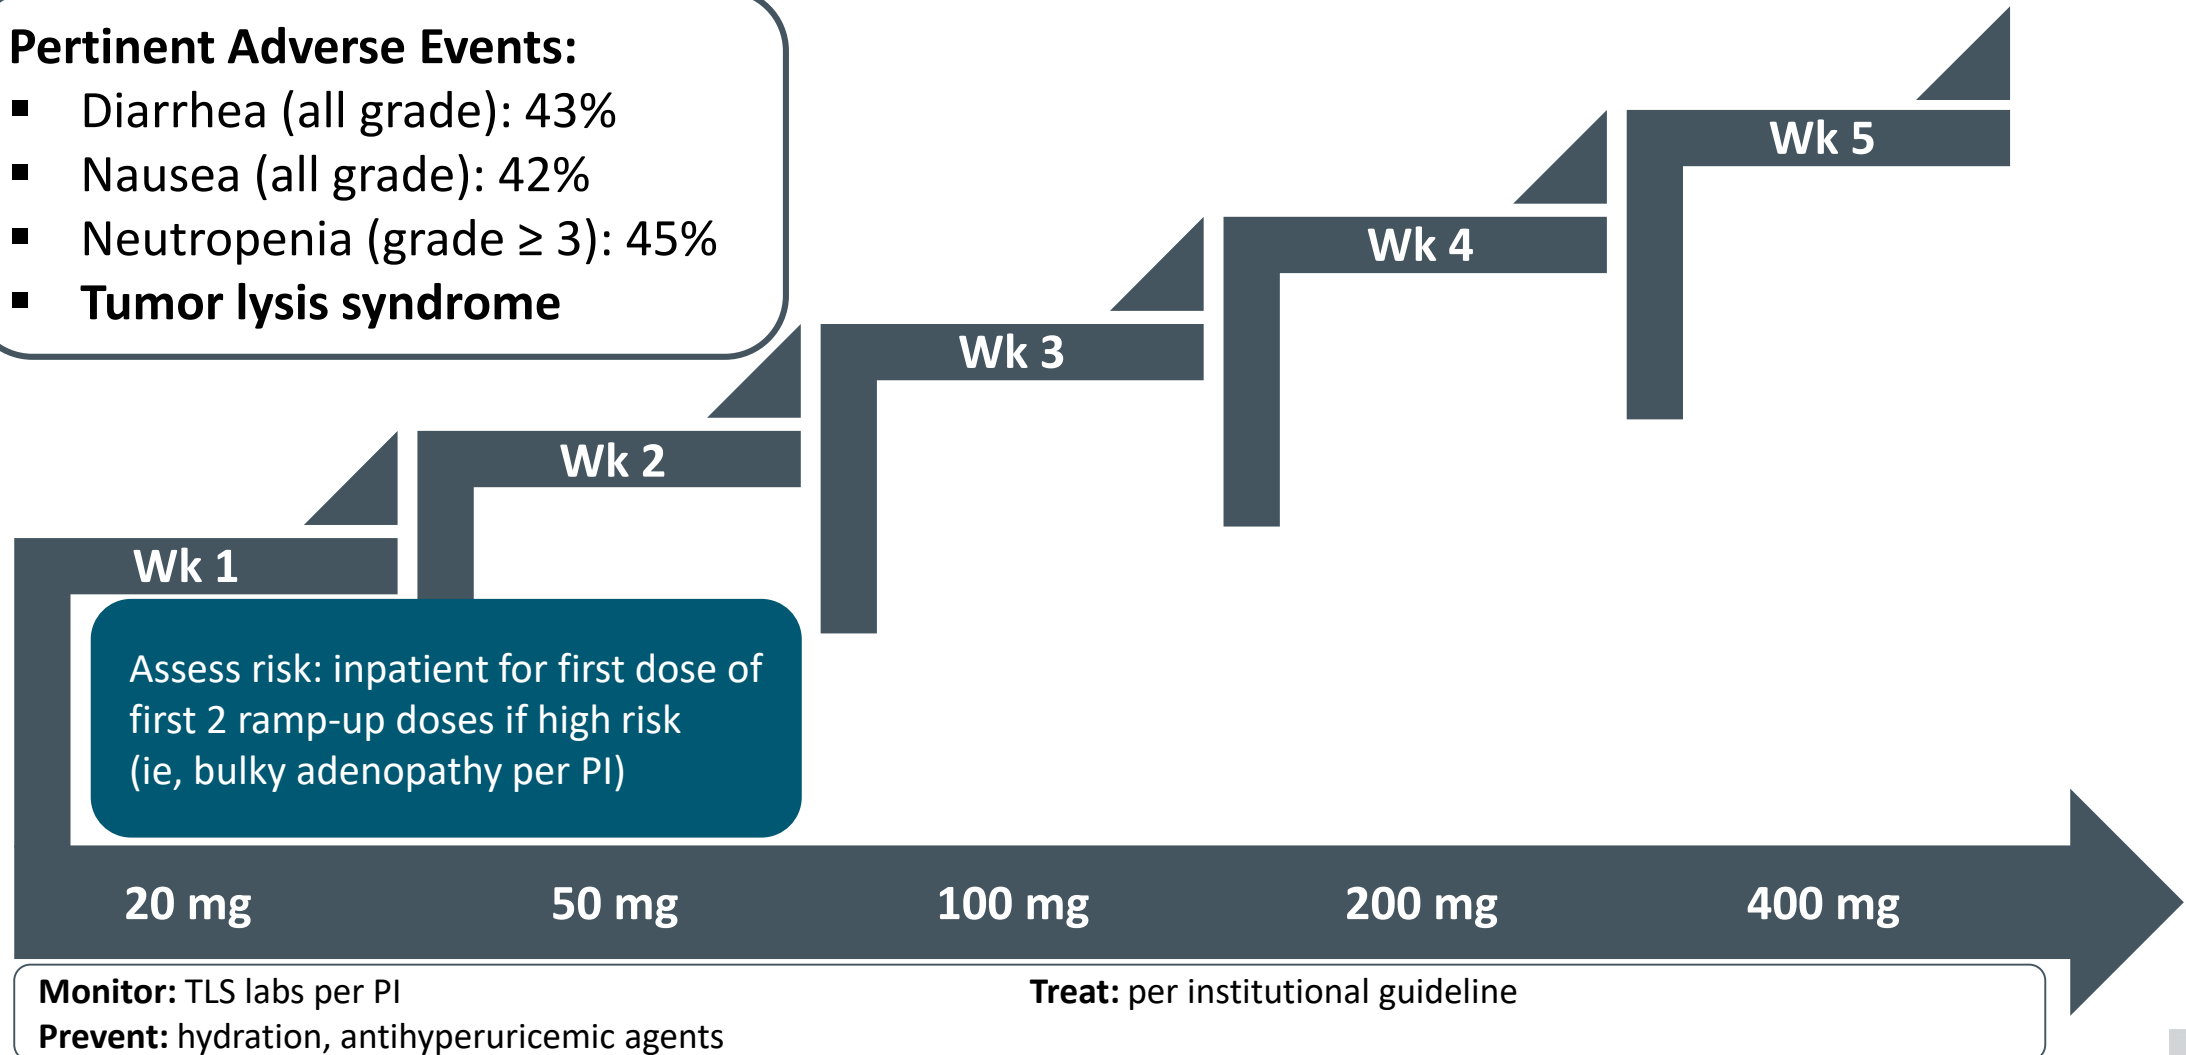 Pertinent Adverse Events:
▪ Diarrhea (all grade): 43%
▪ Nausea (all grade): 42%
▪ Neutropenia (grade ≥ 3): 45%
▪ Tumor lysis syndrome
Wk 5
Wk 4
Wk 3
Wk 2
Wk 1
Assess risk: inpatient for first dose of
first 2 ramp-up doses if high risk
(ie, bulky adenopathy per PI)
20 mg 50 mg 100 mg 200 mg 400 mg
Monitor: TLS labs per PI
Prevent: hydration, antihyperuricemic agents
Treat: per institutional guideline